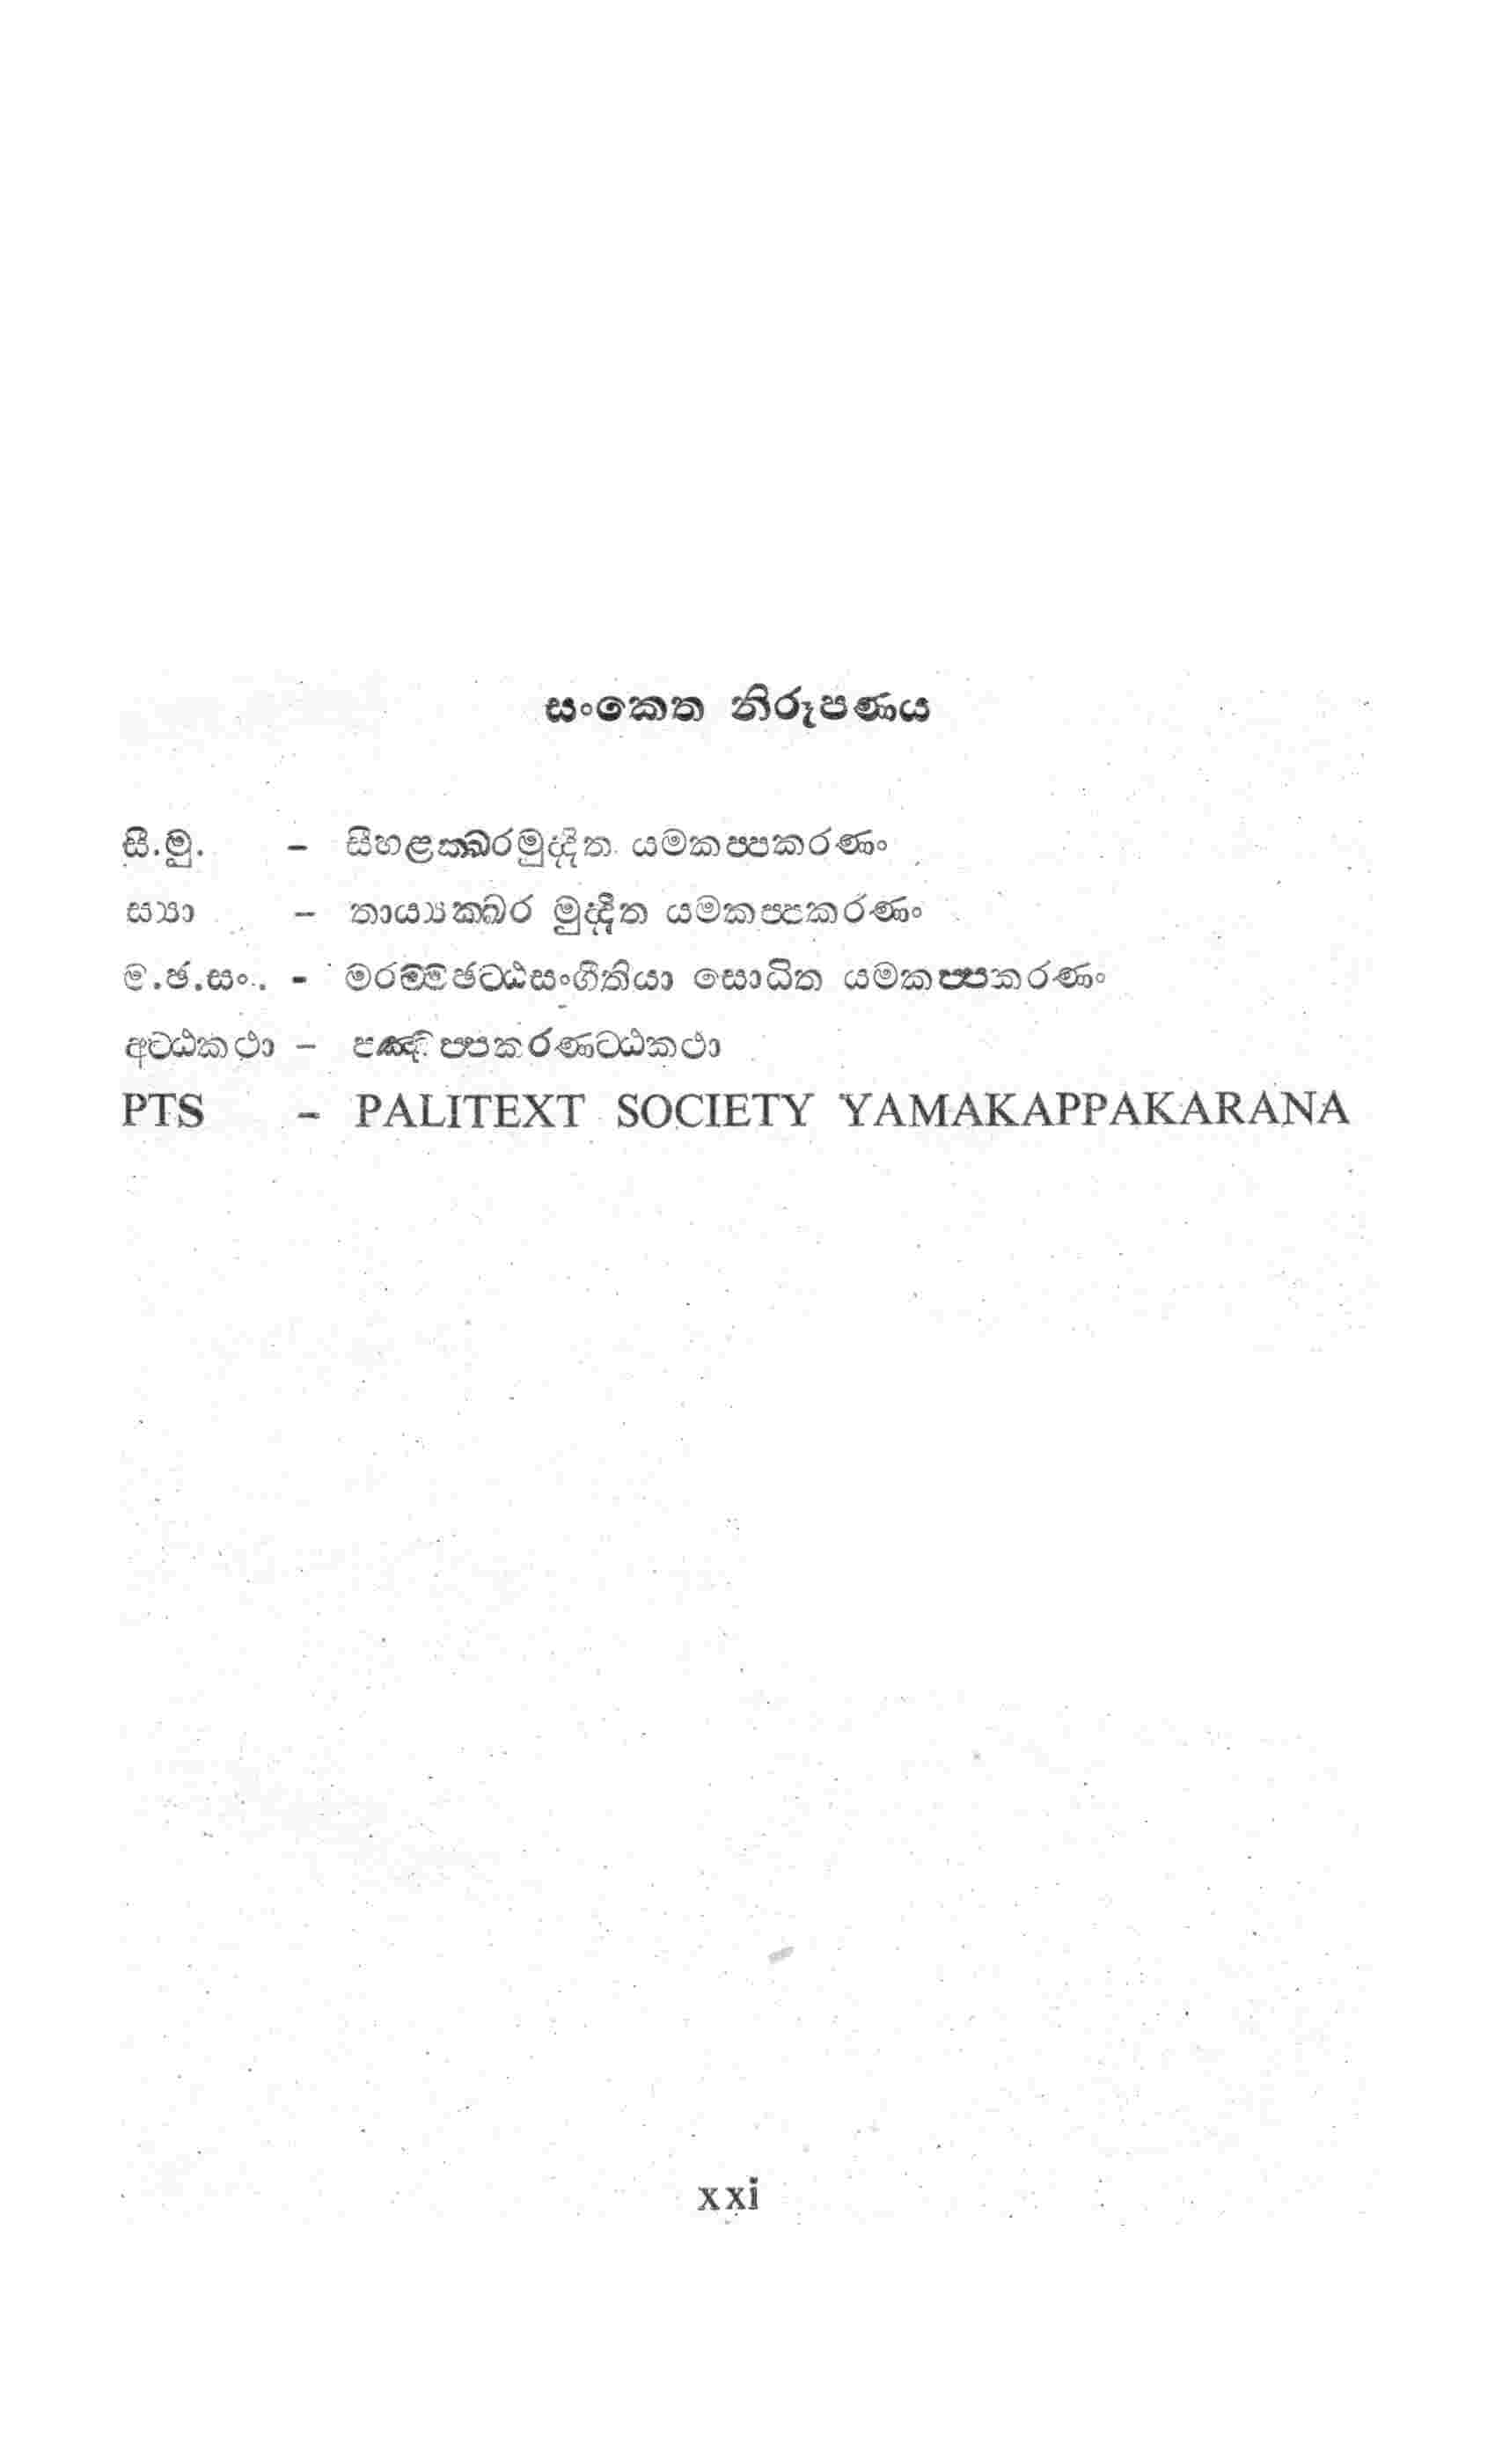 සංකෙත නිරූපණය
සී.මු. – සීහළක්‍ඛරමුද්‍දිත යමකප්‍පකරණං
ස්‍යා – තාය්‍යක්‍ඛර මුද්‍දිත යමකප්‍පකරණං
ම.ඡ.සං. - මරම්‍මඡට්‍ඨසංගීතියා සොධිත යමකප්‍පකරණං
අට්‍ඨකථා – පඤ්චප්‍පකරණට්‍ඨකථා
PTS – PALITEXT SOCIETY YAMAKAPPAKARANA
xxi